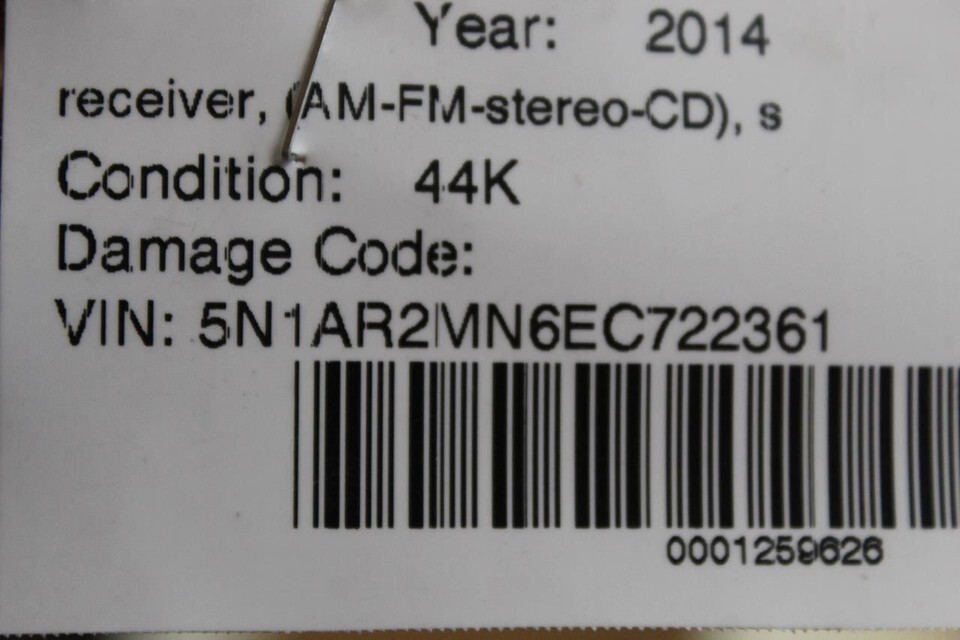 Year: 2014
receiver, (AM-FM-stereo-CD), s
Condition: 44K
Damage Code:
VIN: 5N1AR2MN6EC722361
0001259626